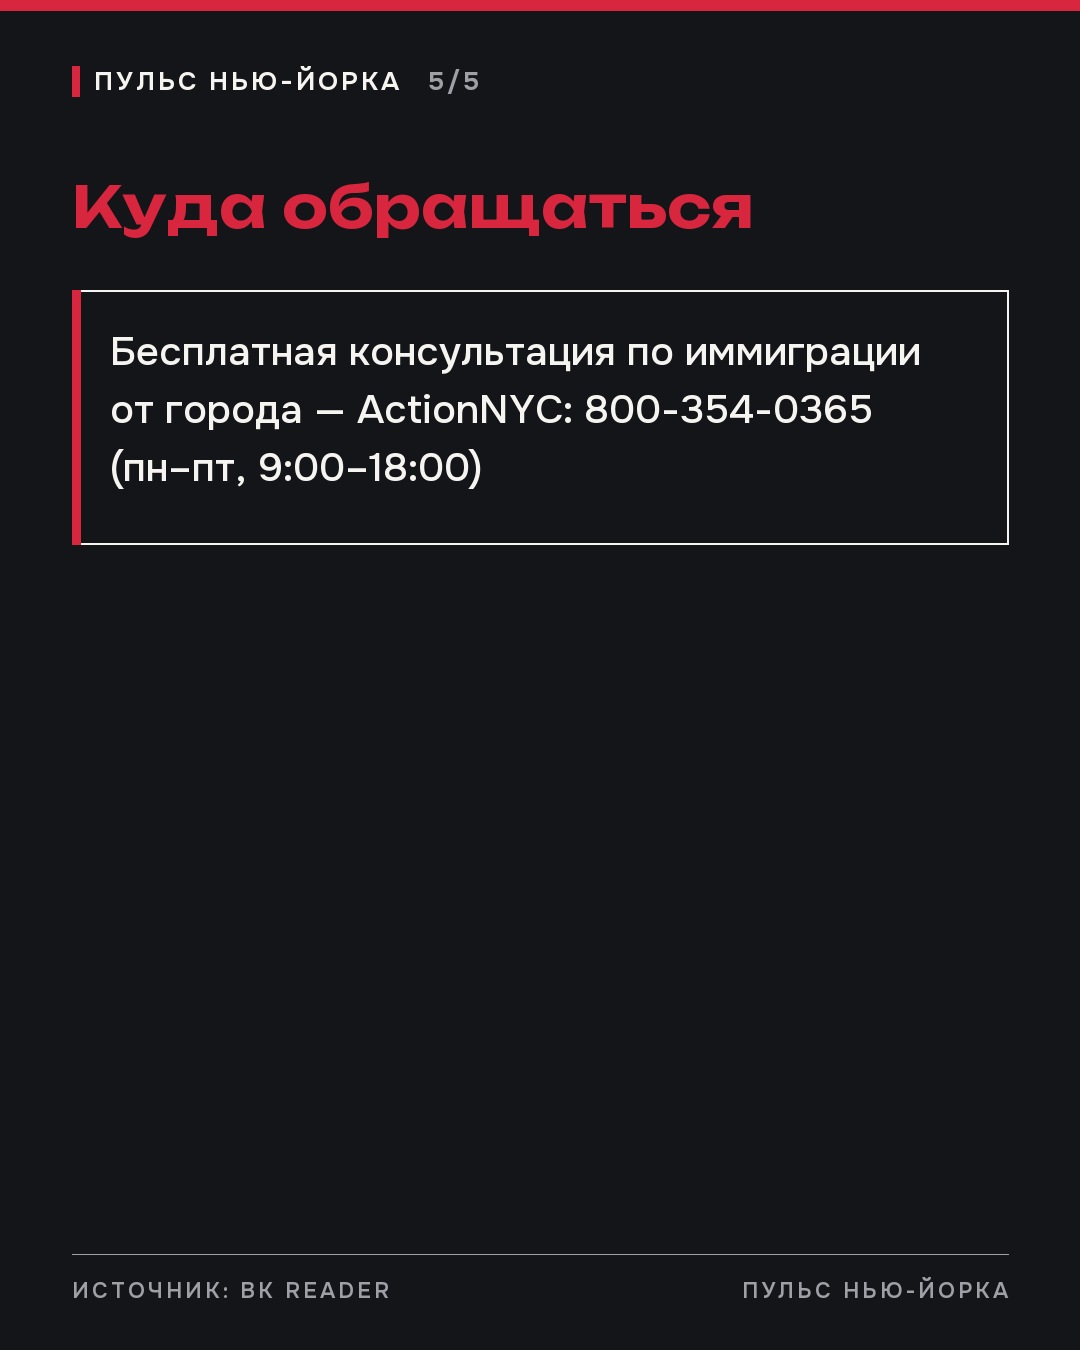 ПУЛЬС НЬЮ-ЙОРКА 5/5
Куда обращаться
Бесплатная консультация по иммиграции
от города — ActionNYC: 800-354-0365
(пн–пт, 9:00–18:00)
ИСТОЧНИК: BK READER
ПУЛЬС НЬЮ-ЙОРКА